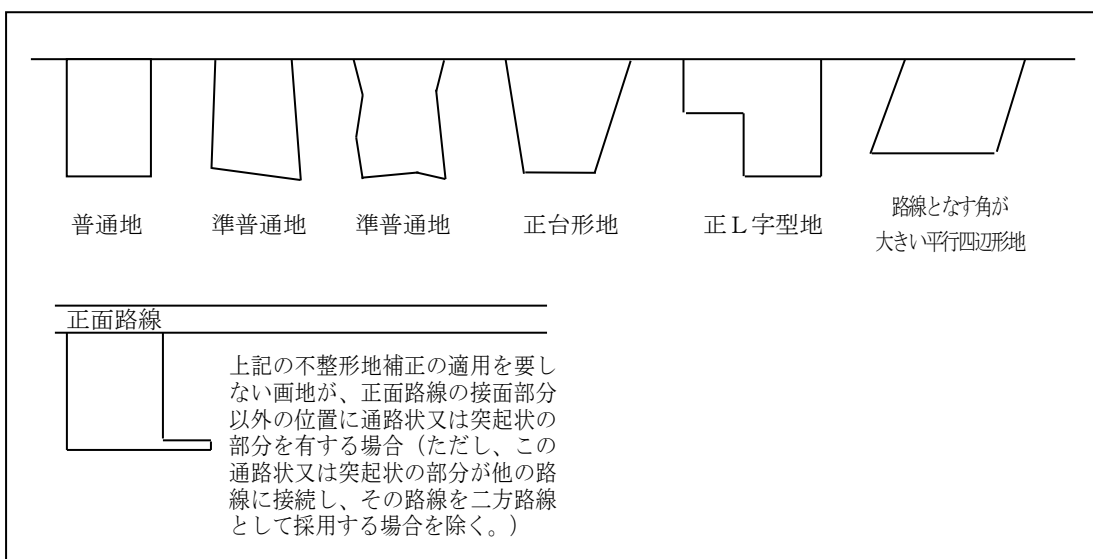 普通地
準普通地
準普通地
正台形地
正Ｌ字型地
路線となす角が
大きい平行四辺形地
正面路線
上記の不整形地補正の適用を要し
ない画地が、正面路線の接面部分
以外の位置に通路状又は突起状の
部分を有する場合（ただし、この
通路状又は突起状の部分が他の路
線に接続し、その路線を二方路線
として採用する場合を除く。）